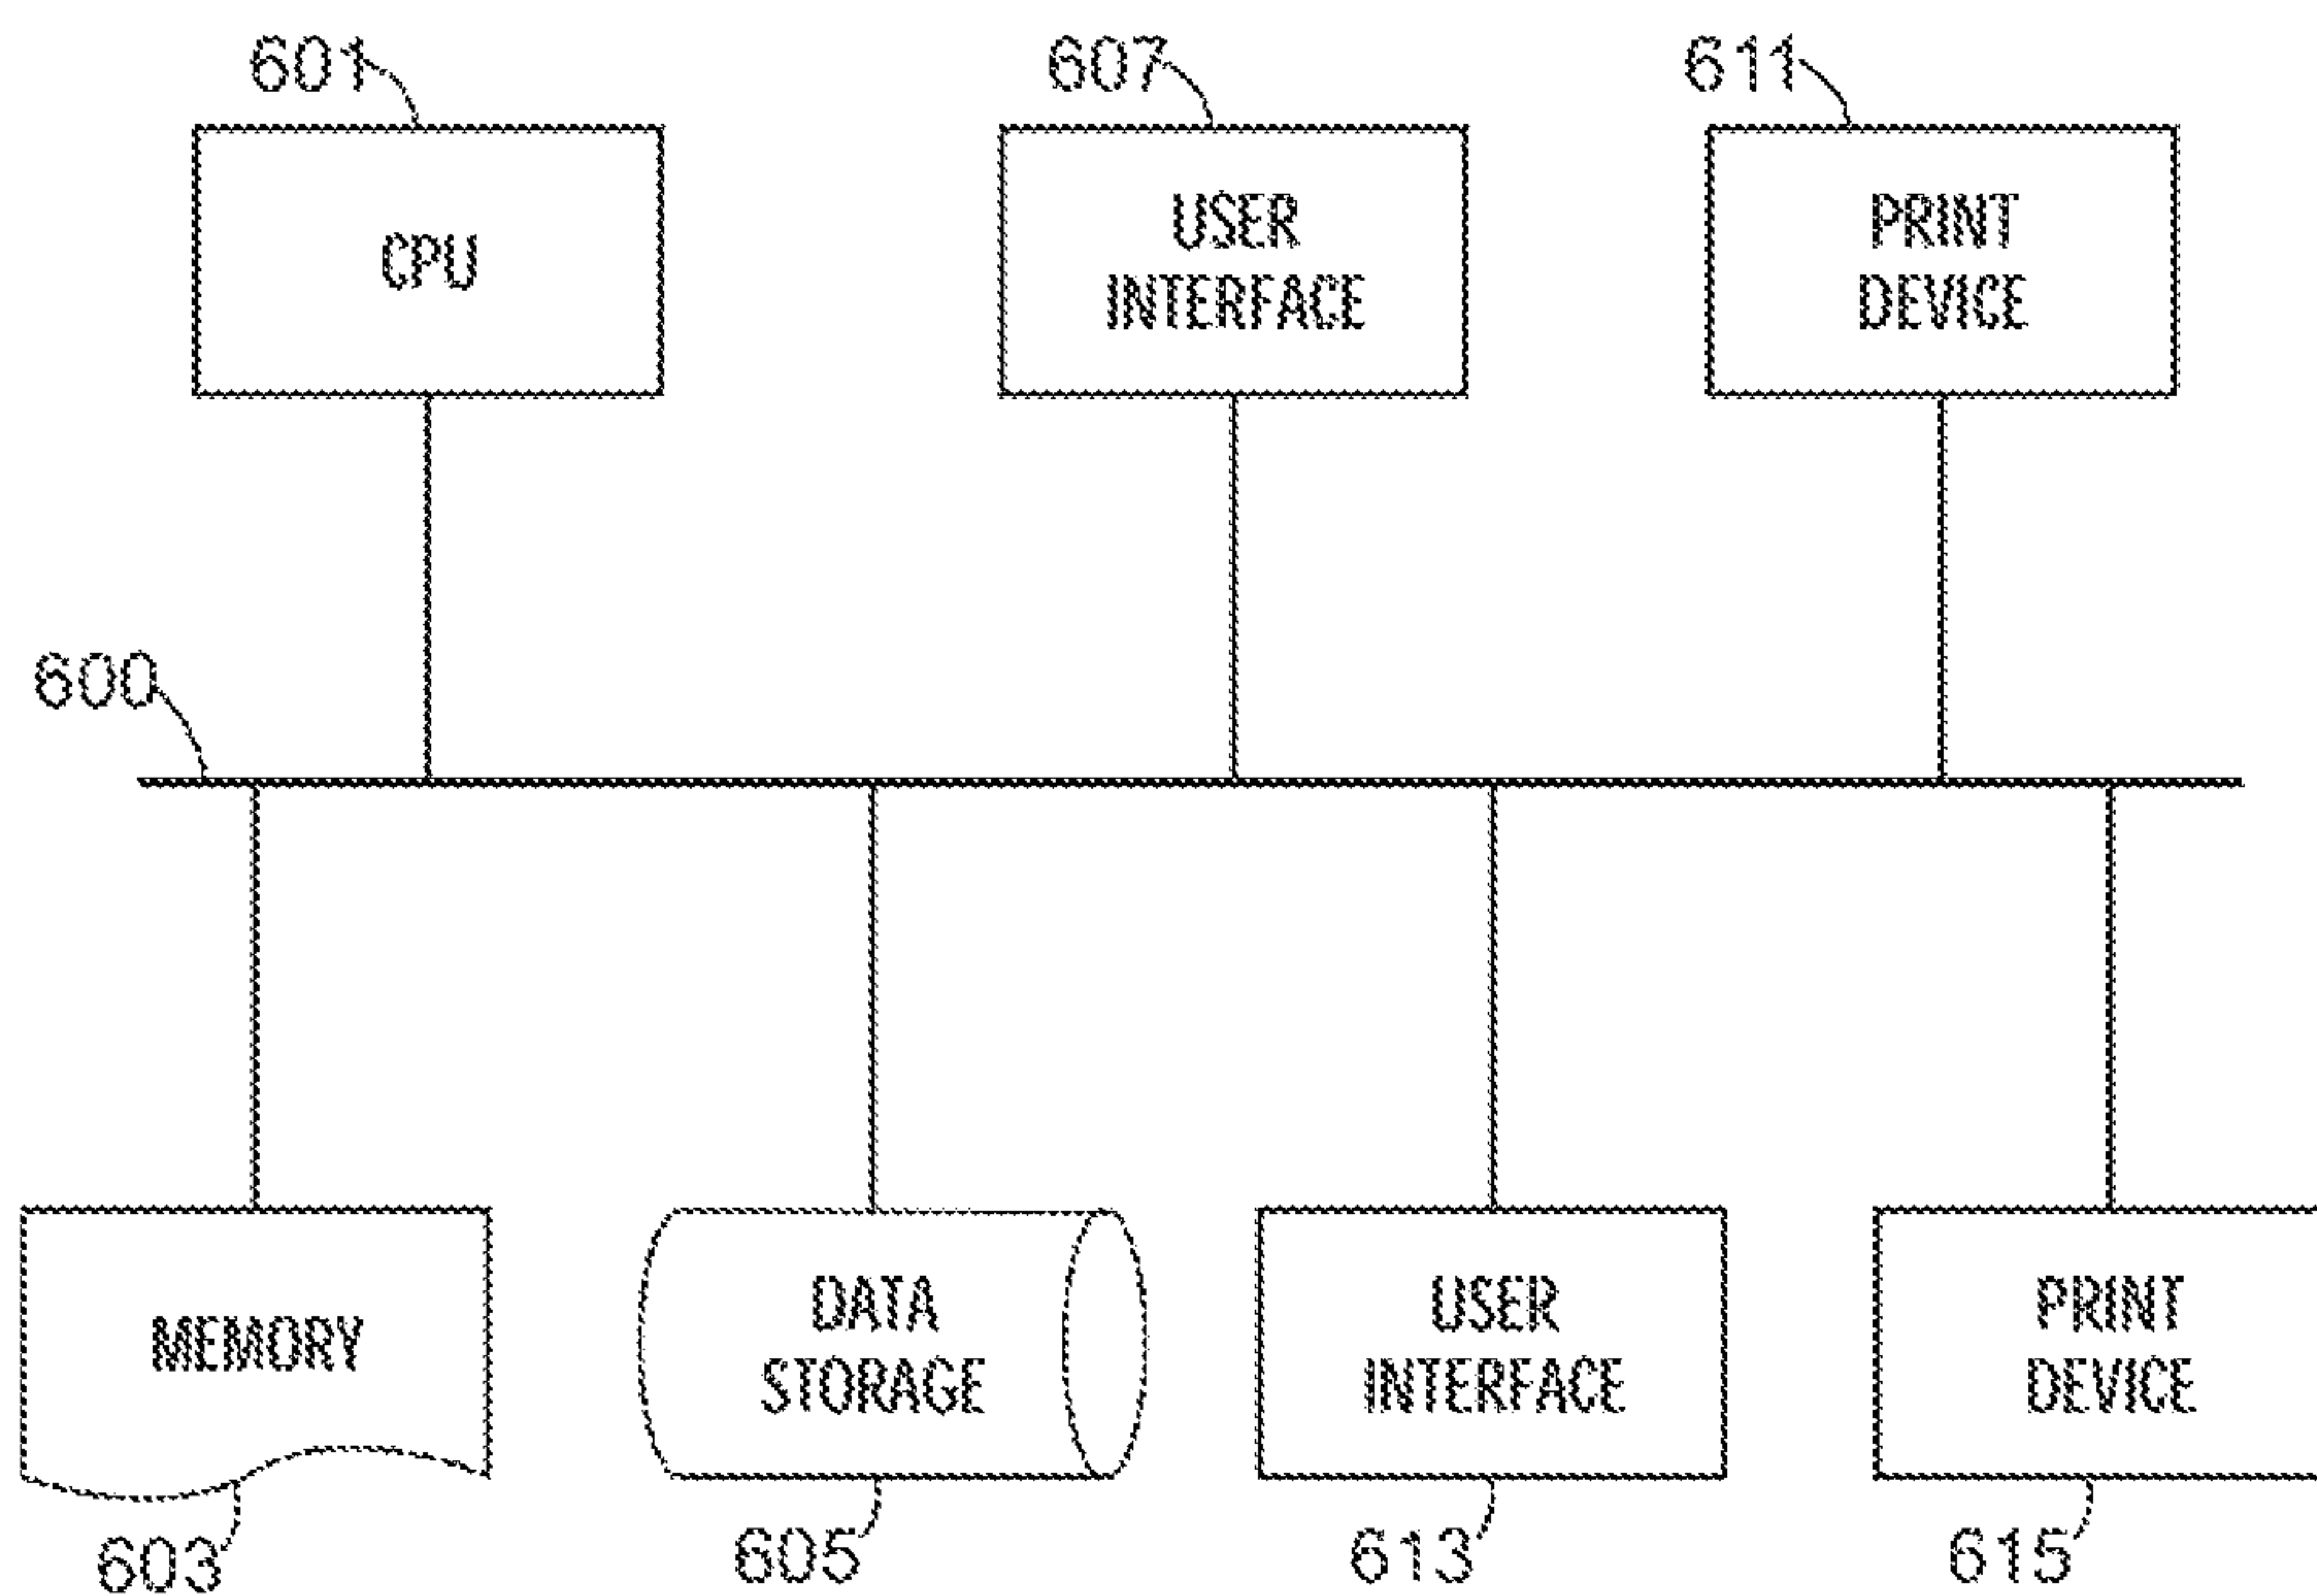 601
607
611
CPU
USER
INTERFACE
PRINT
DEVICE
600
MEMORY
DATA
STORAGE
USER
INTERFACE
PRINT
DEVICE
603
605
613
615